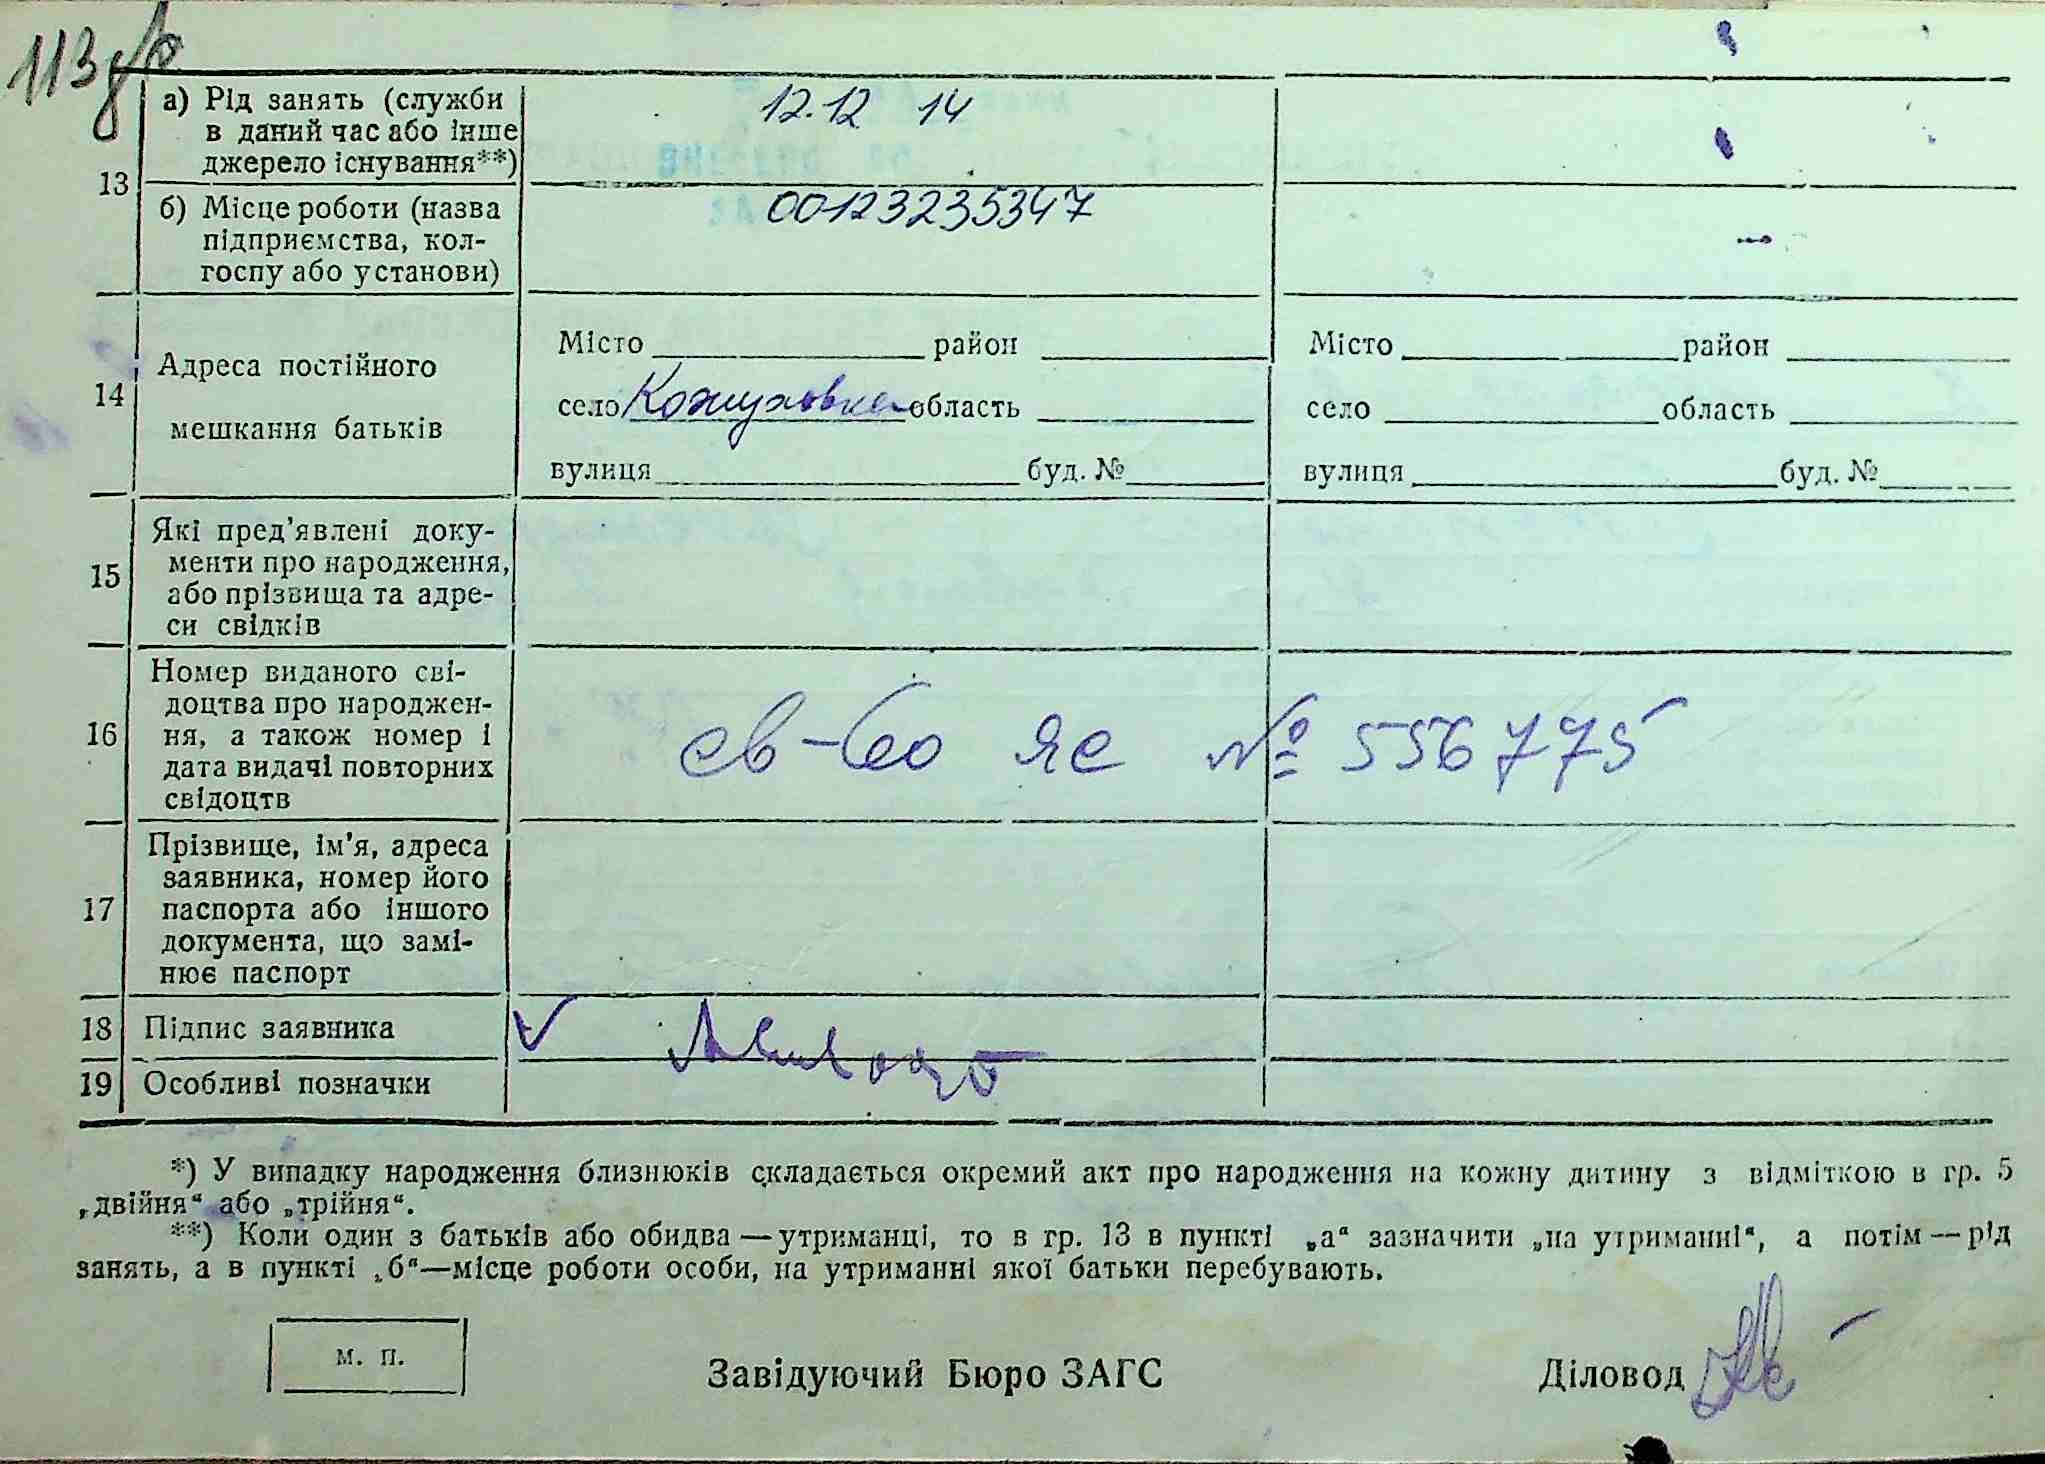 113
13
а) Рід занять (служби
в даний час або інше
джерело існування**)
12.12 14
б) Місце роботи (назва
підприємства, кол-
госпу або установи)
00123235347
14
Адреса постійного
мешкання батьків
Місто район
село Кожуховка область
вулиця буд. №
Місто район
село область
вулиця буд. №
15
Які пред’явлені доку-
менти про народження,
або прізвища та адре-
си свідків
16
Номер виданого сві-
доцтва про народжен-
ня, а також номер і
дата видачі повторних
свідоцтв
св-во яс № 556775
17
Прізвище, ім’я, адреса
заявника, номер його
паспорта або іншого
документа, що замі-
нює паспорт
18 Підпис заявника
19 Особливі позначки
*) У випадку народження близнюків складається окремий акт про народження на кожну дитину з відміткою в гр. 5
„двійня“ або „трійня“.
**) Коли один з батьків або обидва — утриманці, то в гр. 13 в пункті „а“ зазначити „на утриманні“, а потім — рід
занять, а в пункті „б“—місце роботи особи, на утриманні якої батьки перебувають.
м. п.
Завідуючий Бюро ЗАГС
Діловод